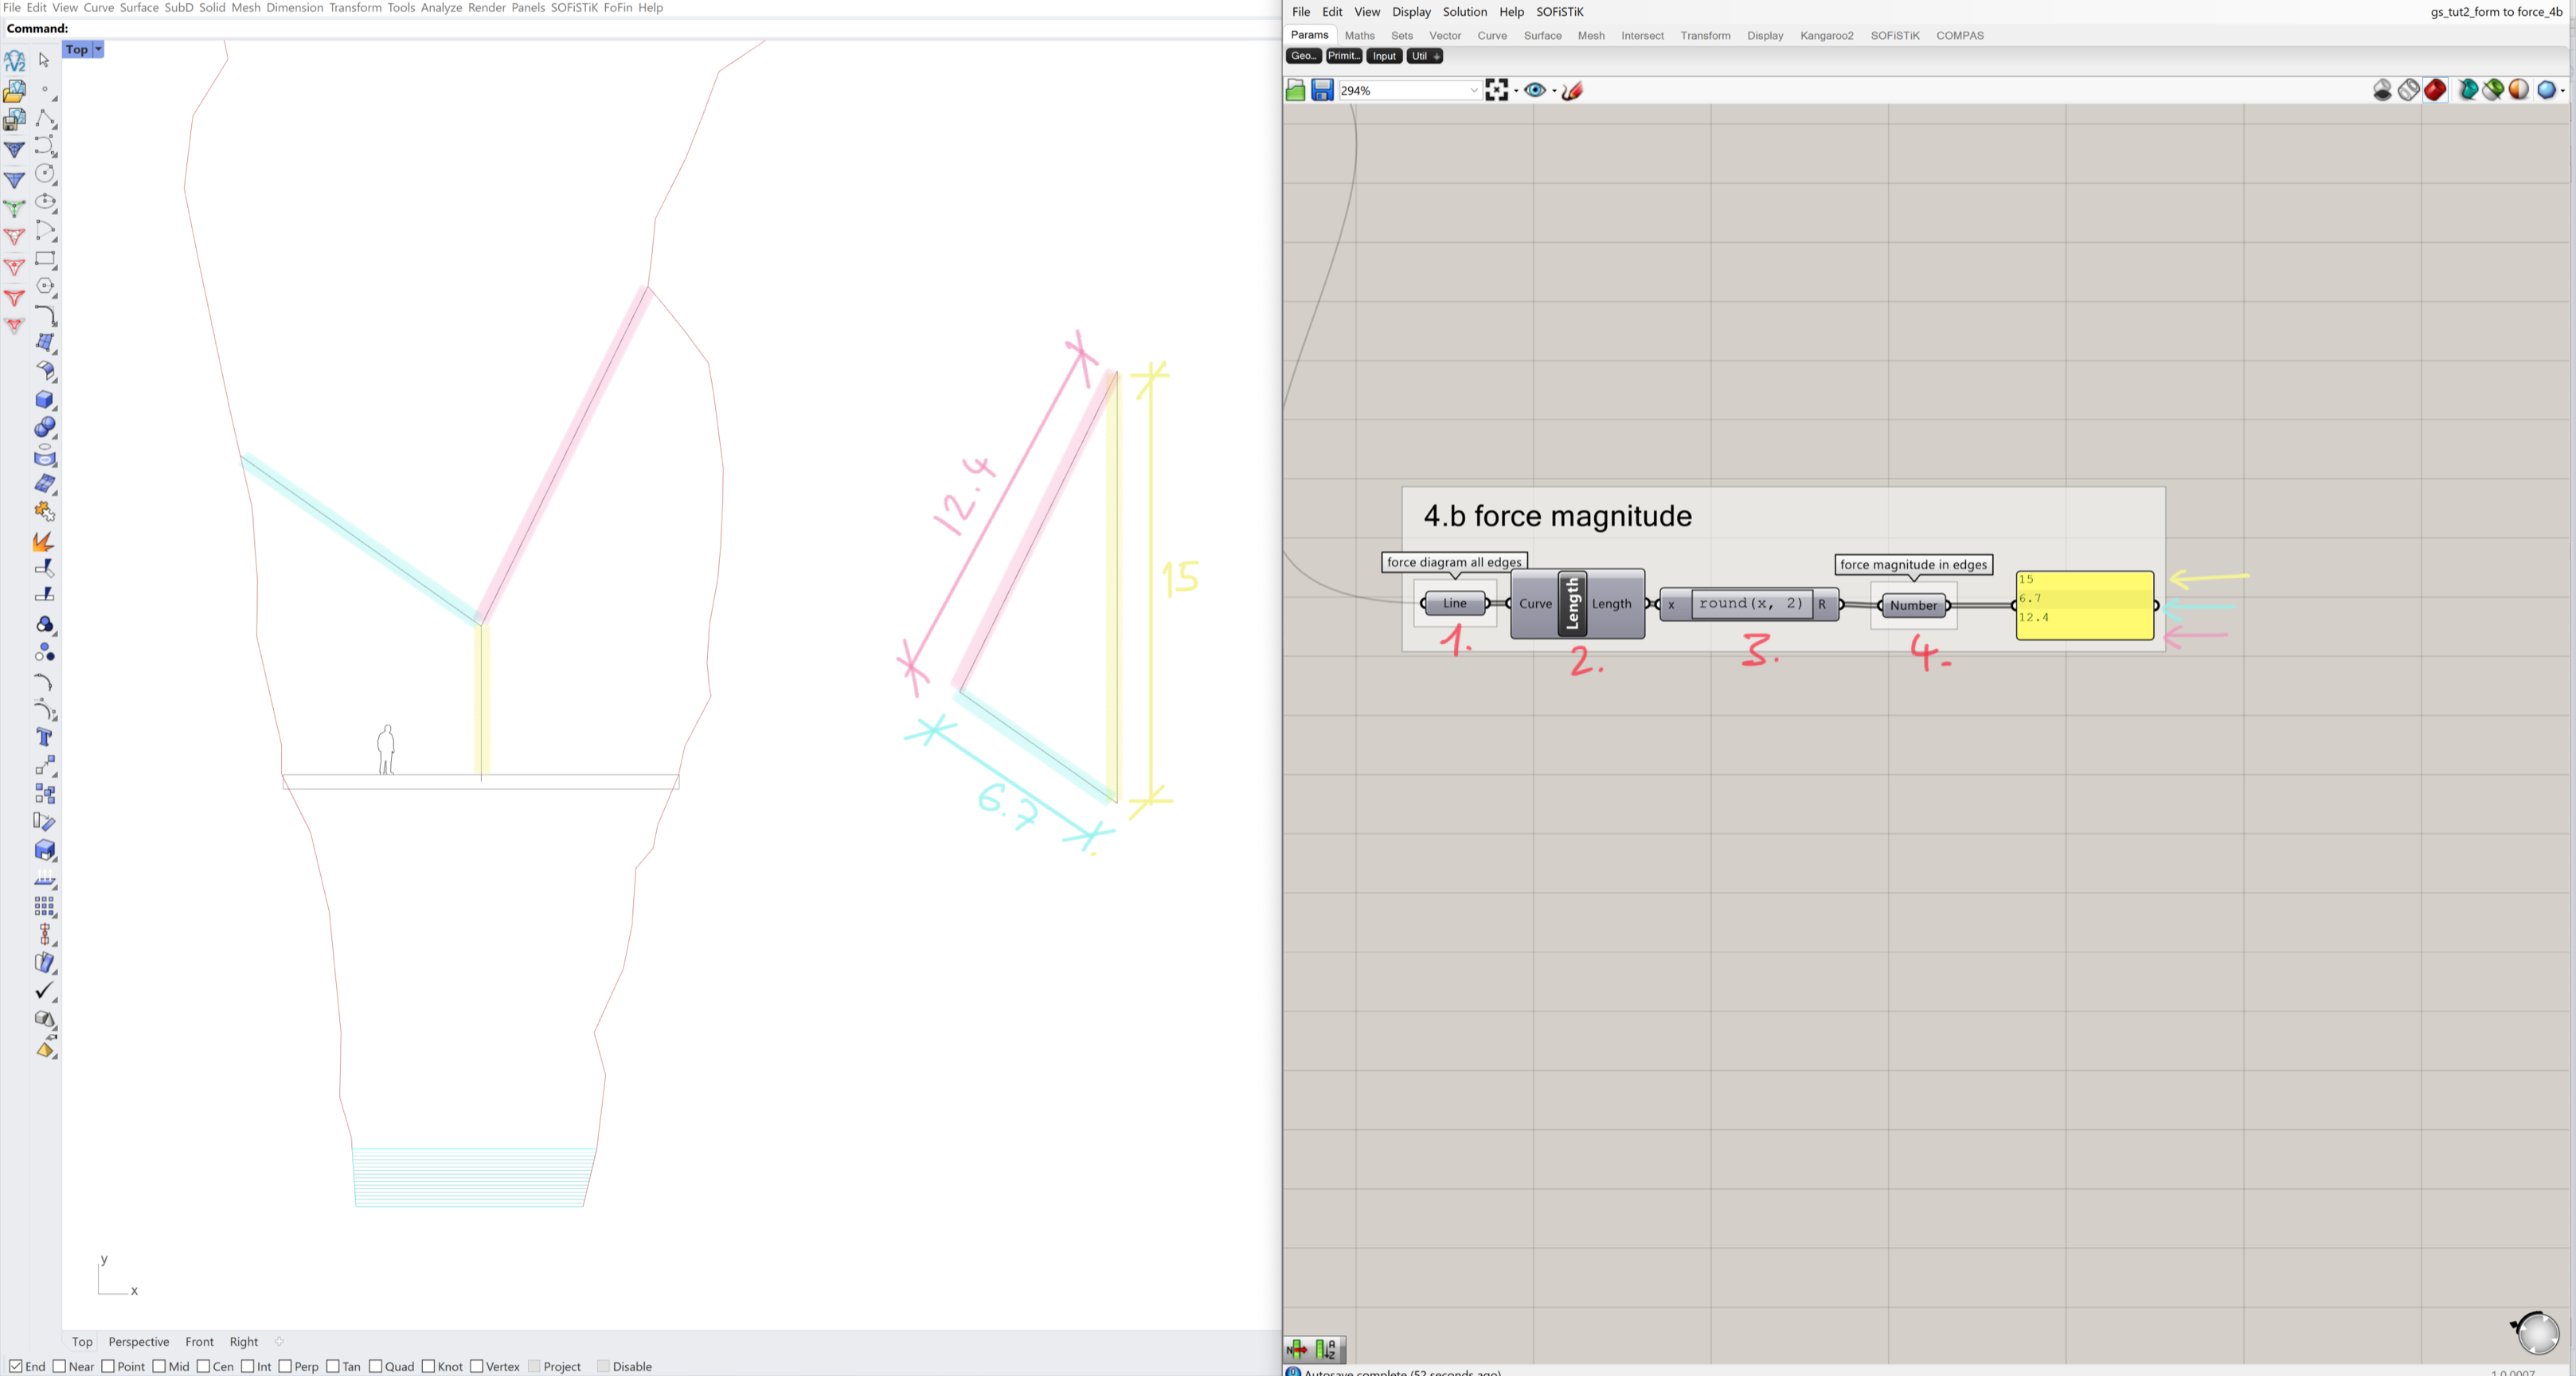 File Edit View Curve Surface SubD Solid Mesh Dimension Transform Tools Analyze Render Panels SOFiSTiK FoFin Help
Command:
Top
12.4
15
6.7
y
x
Top Perspective Front Right
End Near Point Mid Cen Int Perp Tan Quad Knot Vertex Project Disable
File Edit View Display Solution Help SOFiSTiK
gs_tut2_form to force_4b
Params Maths Sets Vector Curve Surface Mesh Intersect Transform Display Kangaroo2 SOFiSTiK COMPAS
Geo... Primit... Input Util
294%
4.b force magnitude
force diagram all edges
force magnitude in edges
Line
Curve Length Length
x round(x, 2) R
Number
15
6.7
12.4
1.
2.
3.
4.
Autosave complete (52 seconds ago)
1.0.0007